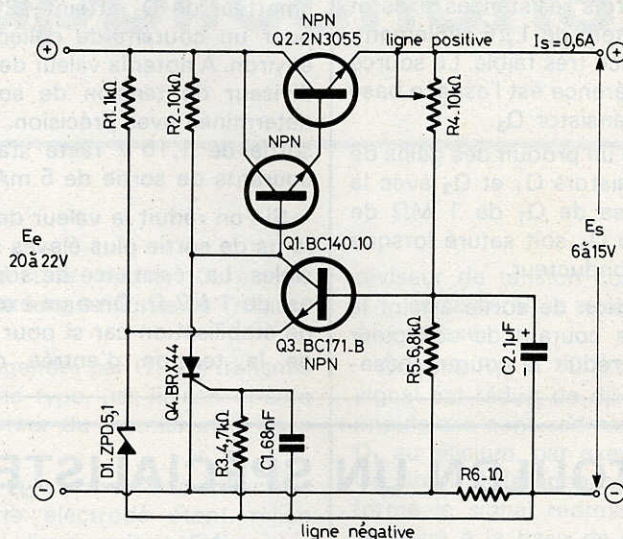 NPN
Q2.2N3055
ligne positive
Is=0,6A
R1-1kΩ
R2-10kΩ
R4-10kΩ
NPN
Q1.BC140.10
Ee
20 à 22V
Es
6 à 15V
Q3.BC171.B
NPN
Q4.BRX44
R5-6,8kΩ
C2-1µF
+
D1.ZPD5,1
R3-4,7kΩ
C1-68nF
R6-1Ω
ligne négative